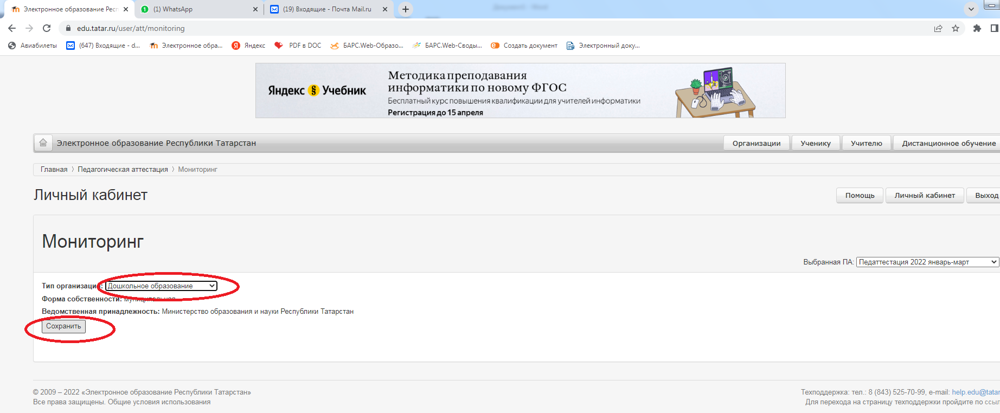 Электронное образование Респ
(1) WhatsApp
(19) Входящие - Почта Mail.ru
edu.tatar.ru/user/att/monitoring
Авиабилеты
(647) Входящие - d...
Электронное обра...
Яндекс
PDF в DOC
БАРС.Web-Образо...
БАРС.Web-Своды...
Создать документ
Электронный доку...
Яндекс § Учебник
Методика преподавания
информатики по новому ФГОС
Бесплатный курс повышения квалификации для учителей информатики
Регистрация до 15 апреля
Электронное образование Республики Татарстан
Организации
Ученику
Учителю
Дистанционное обучение
Главная 〉 Педагогическая аттестация 〉 Мониторинг
Личный кабинет
Помощь
Личный кабинет
Выход
Мониторинг
Выбранная ПА: Педаттестация 2022 январь-март
Тип организации: Дошкольное образование
Форма собственности: муниципальная
Ведомственная принадлежность: Министерство образования и науки Республики Татарстан
Сохранить
© 2009 – 2022 «Электронное образование Республики Татарстан»
Все права защищены. Общие условия использования
Техподдержка: тел.: 8 (843) 525-70-99, e-mail: help.edu@tatar
Для перехода на страницу техподдержки пройдите по ссыл